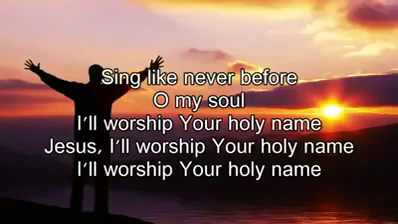 Sing like never before
O my soul
I'll worship Your holy name
Jesus, I'll worship Your holy name
I'll worship Your holy name